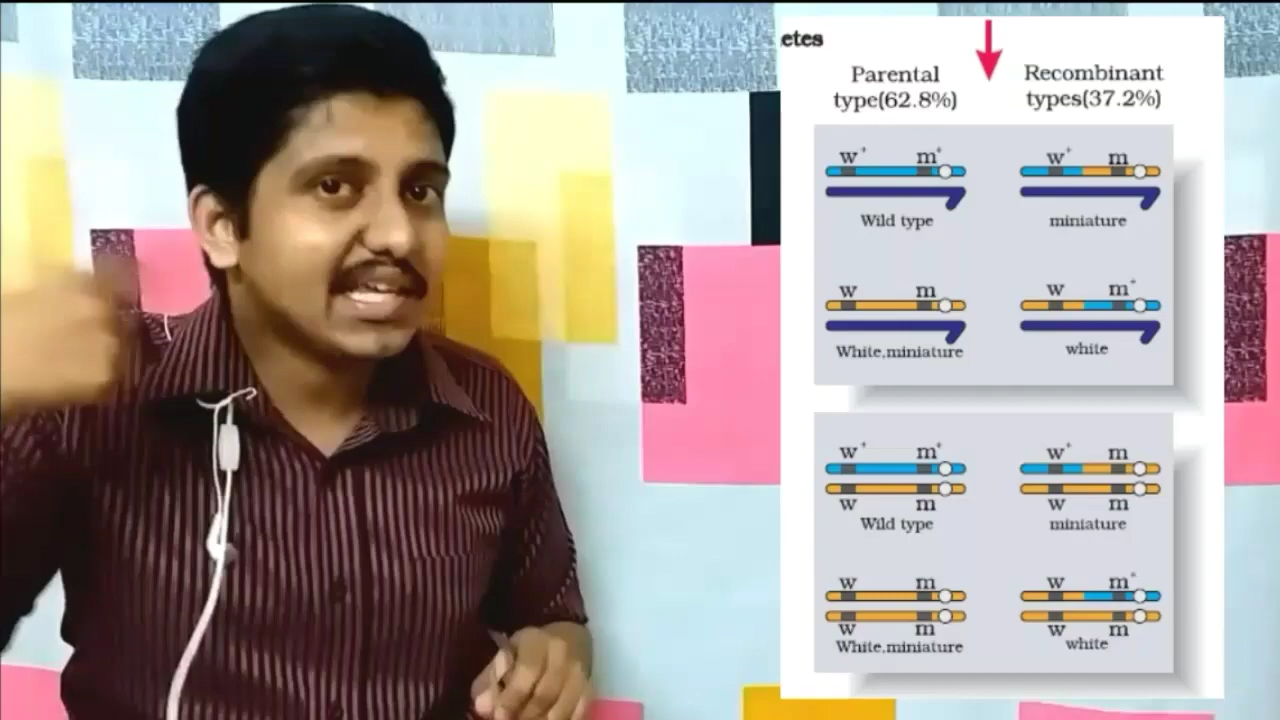 etes
Parental Recombinant
type(62.8%) types(37.2%)
w+ m+ w+ m
Wild type miniature
w m w m+
White,miniature white
w+ m+ w+ m
w m w m
Wild type miniature
w m w m+
w m w m
White,miniature white